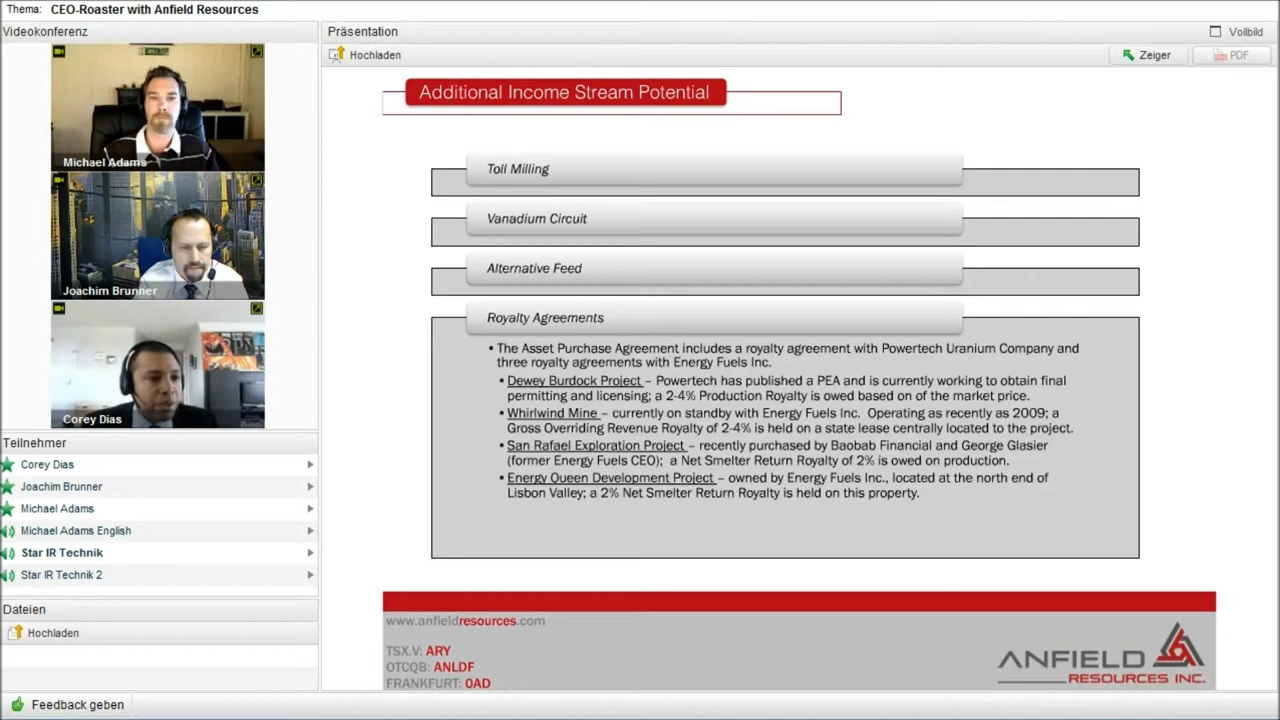 Thema: CEO-Roaster with Anfield Resources
Videokonferenz
Michael Adams
Joachim Brunner
Corey Dias
Teilnehmer
Corey Dias
Joachim Brunner
Michael Adams
Michael Adams English
Star IR Technik
Star IR Technik 2
Dateien
Hochladen
Feedback geben
Präsentation
Vollbild
Hochladen
Zeiger
PDF
Additional Income Stream Potential
Toll Milling
Vanadium Circuit
Alternative Feed
Royalty Agreements
• The Asset Purchase Agreement includes a royalty agreement with Powertech Uranium Company and
three royalty agreements with Energy Fuels Inc.
• Dewey Burdock Project – Powertech has published a PEA and is currently working to obtain final
permitting and licensing; a 2-4% Production Royalty is owed based on of the market price.
• Whirlwind Mine – currently on standby with Energy Fuels Inc. Operating as recently as 2009; a
Gross Overriding Revenue Royalty of 2-4% is held on a state lease centrally located to the project.
• San Rafael Exploration Project – recently purchased by Baobab Financial and George Glasier
(former Energy Fuels CEO); a Net Smelter Return Royalty of 2% is owed on production.
• Energy Queen Development Project – owned by Energy Fuels Inc., located at the north end of
Lisbon Valley; a 2% Net Smelter Return Royalty is held on this property.
www.anfieldresources.com
TSX.V: ARY
OTCQB: ANLDF
FRANKFURT: 0AD
ANFIELD
RESOURCES INC.